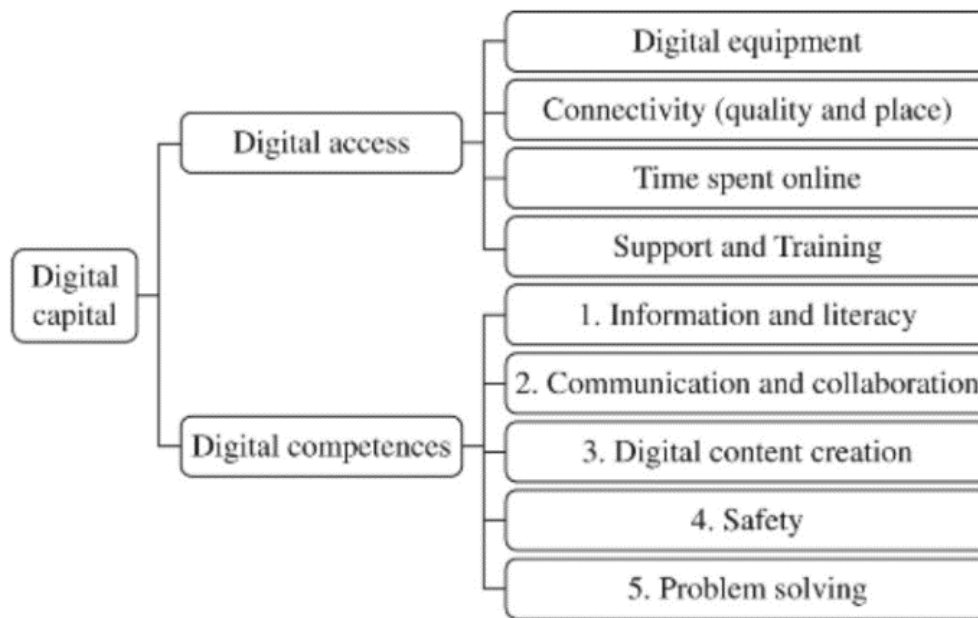 Digital
capital
Digital access
Digital equipment
Connectivity (quality and place)
Time spent online
Support and Training
Digital competences
1. Information and literacy
2. Communication and collaboration
3. Digital content creation
4. Safety
5. Problem solving